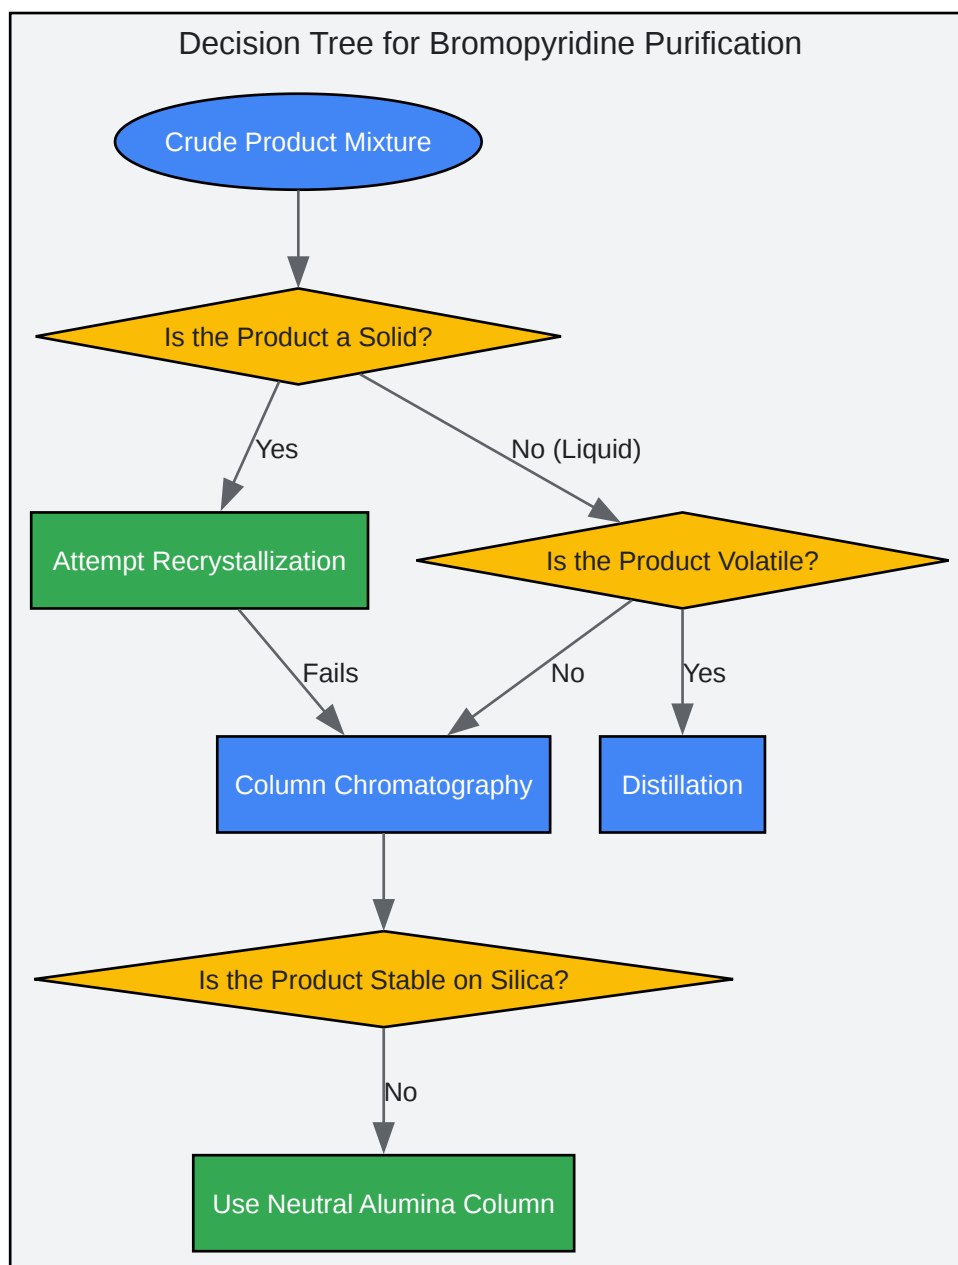 Decision Tree for Bromopyridine Purification
Crude Product Mixture
Is the Product a Solid?
Yes
No (Liquid)
Attempt Recrystallization
Is the Product Volatile?
Fails
No
Yes
Column Chromatography
Distillation
Is the Product Stable on Silica?
No
Use Neutral Alumina Column